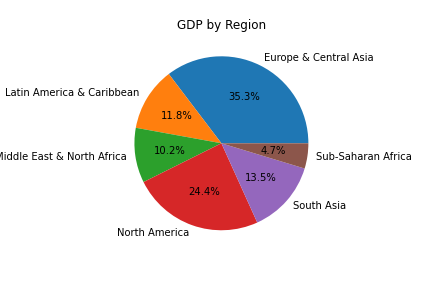 GDP by Region
Europe & Central Asia
35.3%
Latin America & Caribbean
11.8%
Middle East & North Africa
10.2%
North America
24.4%
South Asia
13.5%
Sub-Saharan Africa
4.7%